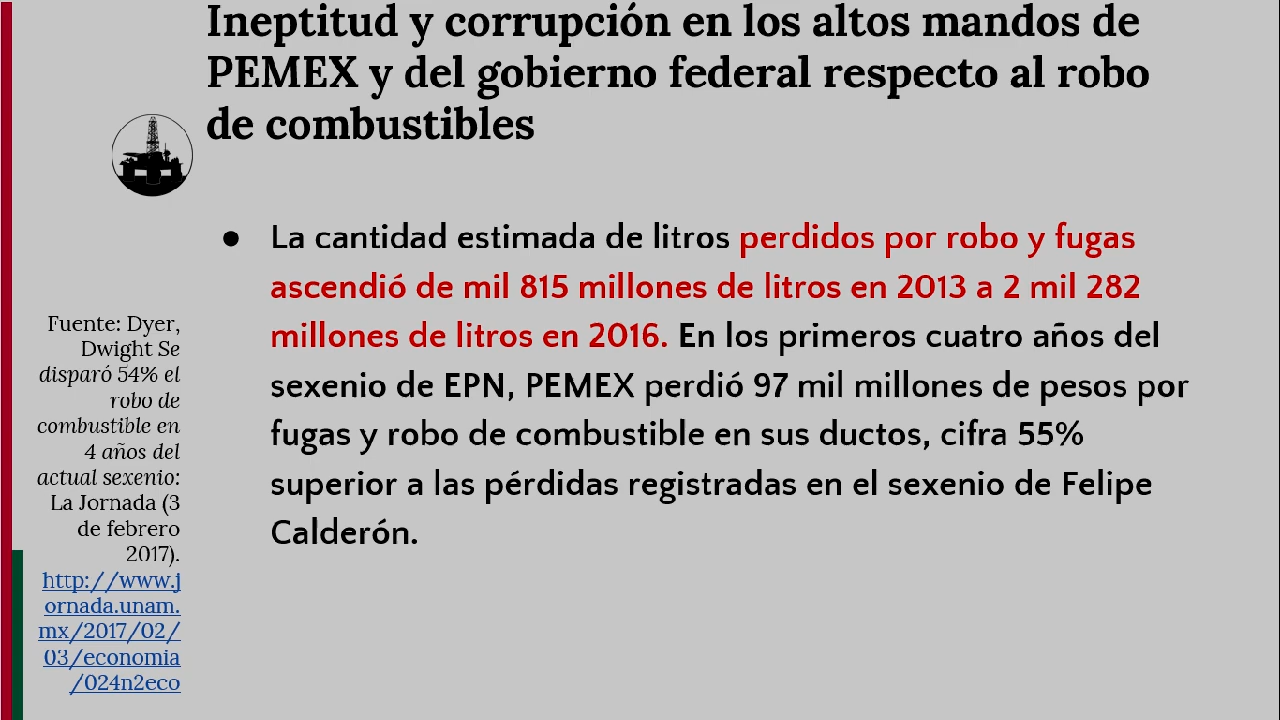 Ineptitud y corrupción en los altos mandos de
PEMEX y del gobierno federal respecto al robo
de combustibles
● La cantidad estimada de litros perdidos por robo y fugas
ascendió de mil 815 millones de litros en 2013 a 2 mil 282
millones de litros en 2016. En los primeros cuatro años del
sexenio de EPN, PEMEX perdió 97 mil millones de pesos por
fugas y robo de combustible en sus ductos, cifra 55%
superior a las pérdidas registradas en el sexenio de Felipe
Calderón.
Fuente: Dyer,
Dwight Se
disparó 54% el
robo de
combustible en
4 años del
actual sexenio:
La Jornada (3
de febrero
2017).
http://www.j
ornada.unam.
mx/2017/02/
03/economia
/024n2eco